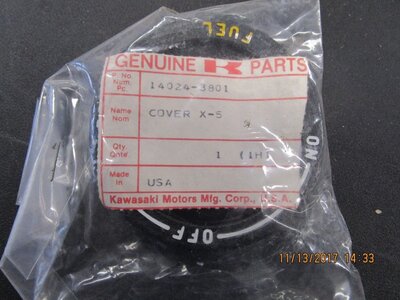 FUEL
GENUINE K PARTS
P. No.
Num. Pc.
14024-3801
Name
Nom
COVER X-5
Qty
Qnte.
1 (1H)
Made in
USA
Kawasaki Motors Mfg. Corp., U.S.A.
ON
OFF
11/13/2017 14:33